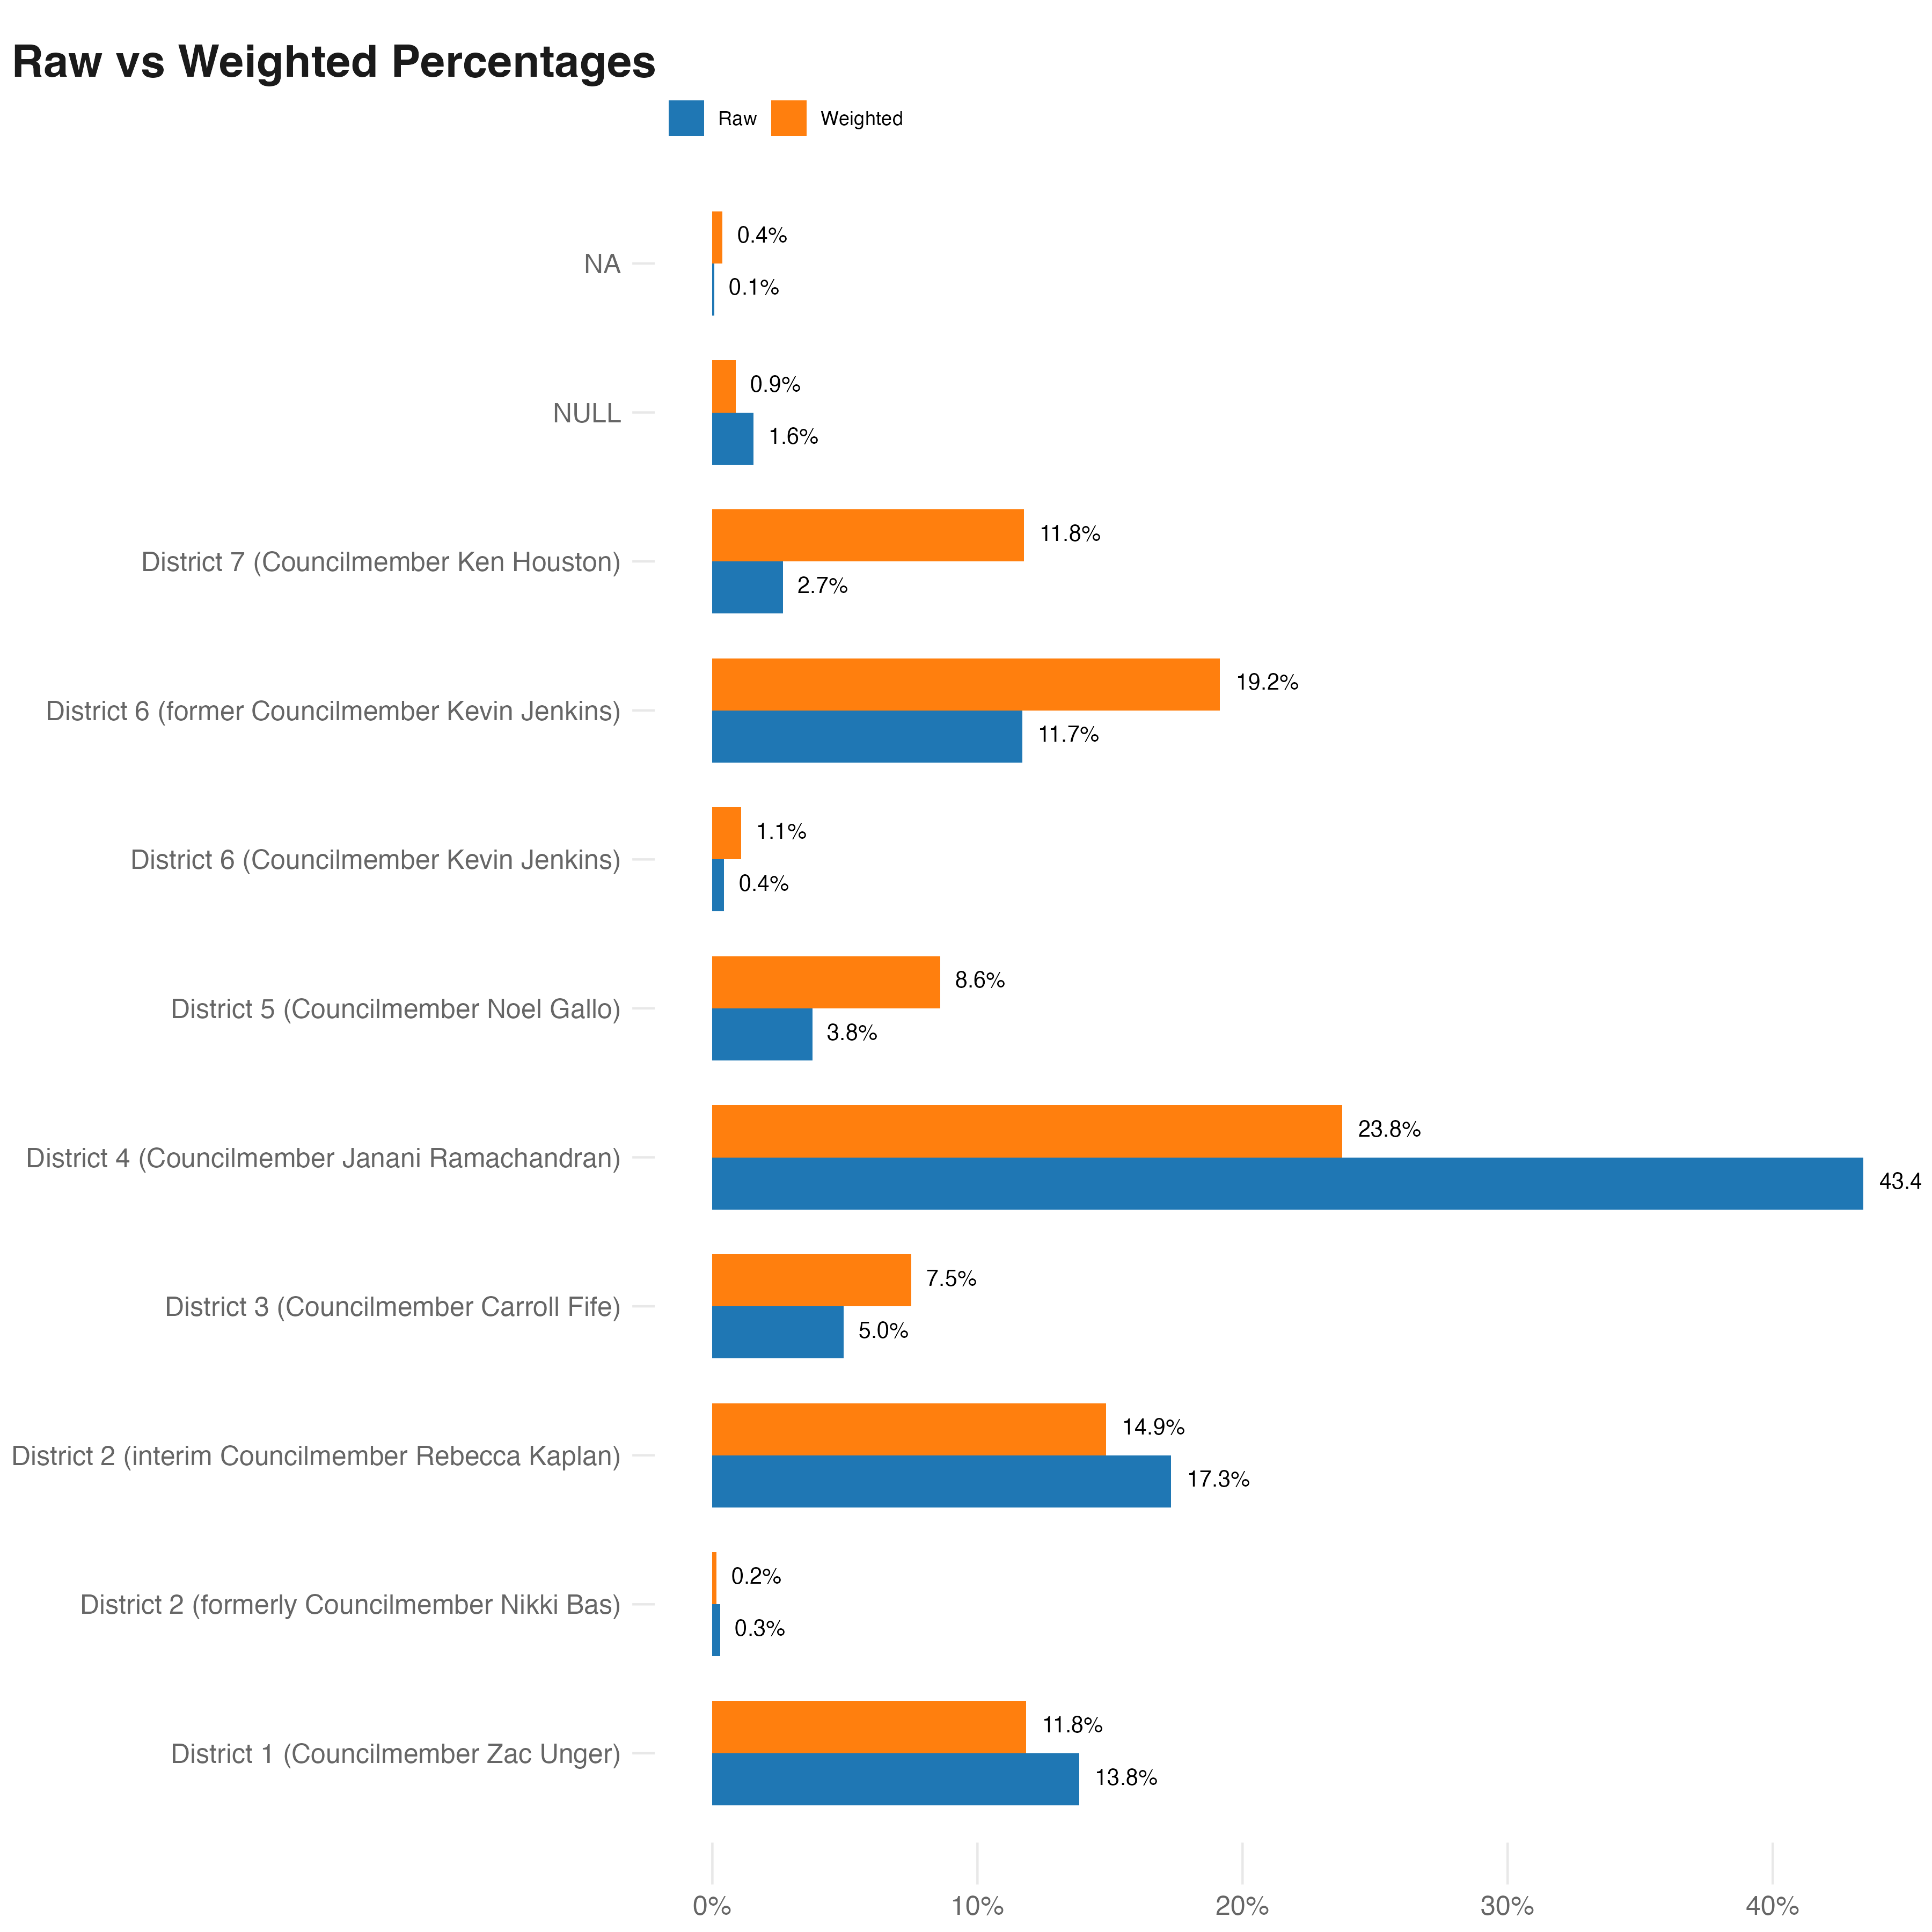 Raw vs Weighted Percentages
Raw Weighted
NA
0.4%
0.1%
NULL
0.9%
1.6%
District 7 (Councilmember Ken Houston)
11.8%
2.7%
District 6 (former Councilmember Kevin Jenkins)
19.2%
11.7%
District 6 (Councilmember Kevin Jenkins)
1.1%
0.4%
District 5 (Councilmember Noel Gallo)
8.6%
3.8%
District 4 (Councilmember Janani Ramachandran)
23.8%
43.4
District 3 (Councilmember Carroll Fife)
7.5%
5.0%
District 2 (interim Councilmember Rebecca Kaplan)
14.9%
17.3%
District 2 (formerly Councilmember Nikki Bas)
0.2%
0.3%
District 1 (Councilmember Zac Unger)
11.8%
13.8%
0% 10% 20% 30% 40%